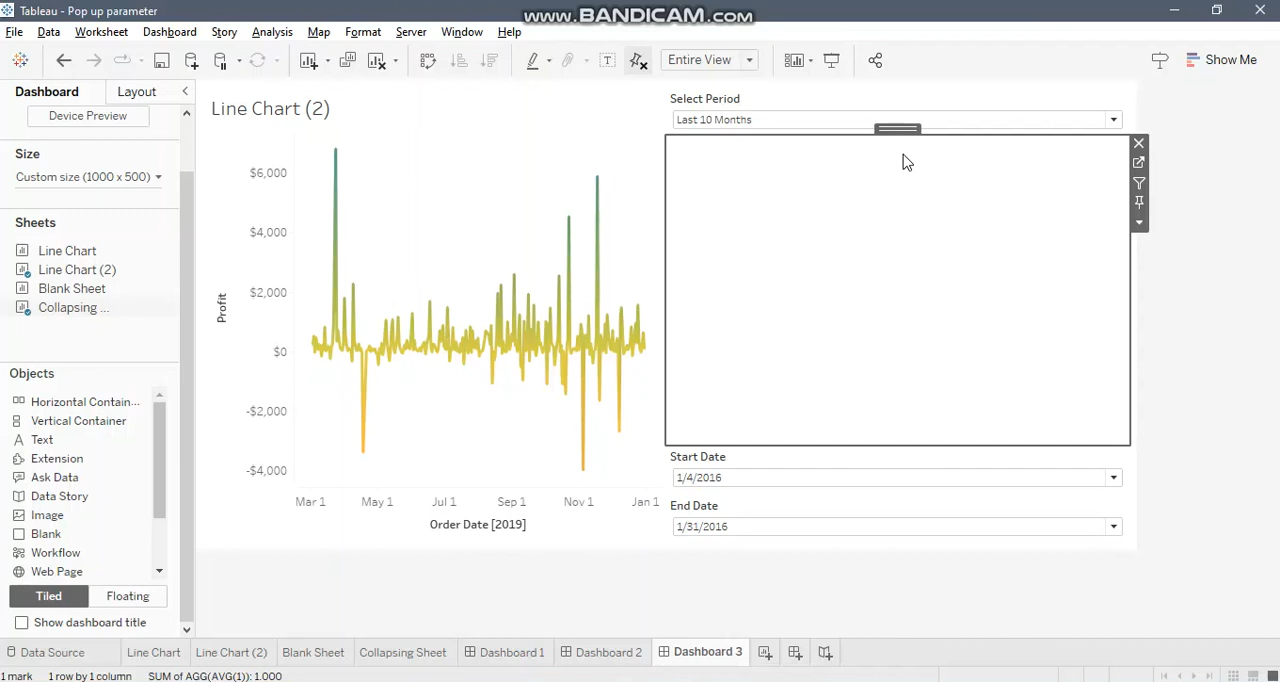 Tableau - Pop up parameter
www.BANDICAM.com
File Data Worksheet Dashboard Story Analysis Map Format Server Window Help
Entire View
Show Me
Dashboard Layout
Device Preview
Size
Custom size (1000 x 500)
Sheets
Line Chart
Line Chart (2)
Blank Sheet
Collapsing ...
Objects
Horizontal Contain...
Vertical Container
Text
Extension
Ask Data
Data Story
Image
Blank
Workflow
Web Page
Tiled Floating
Show dashboard title
Line Chart (2)
Profit
$6,000
$4,000
$2,000
$0
-$2,000
-$4,000
Mar 1 May 1 Jul 1 Sep 1 Nov 1 Jan 1
Order Date [2019]
Select Period
Last 10 Months
Start Date
1/4/2016
End Date
1/31/2016
Data Source Line Chart Line Chart (2) Blank Sheet Collapsing Sheet Dashboard 1 Dashboard 2 Dashboard 3
1 mark 1 row by 1 column SUM of AGG(AVG(1)): 1.000